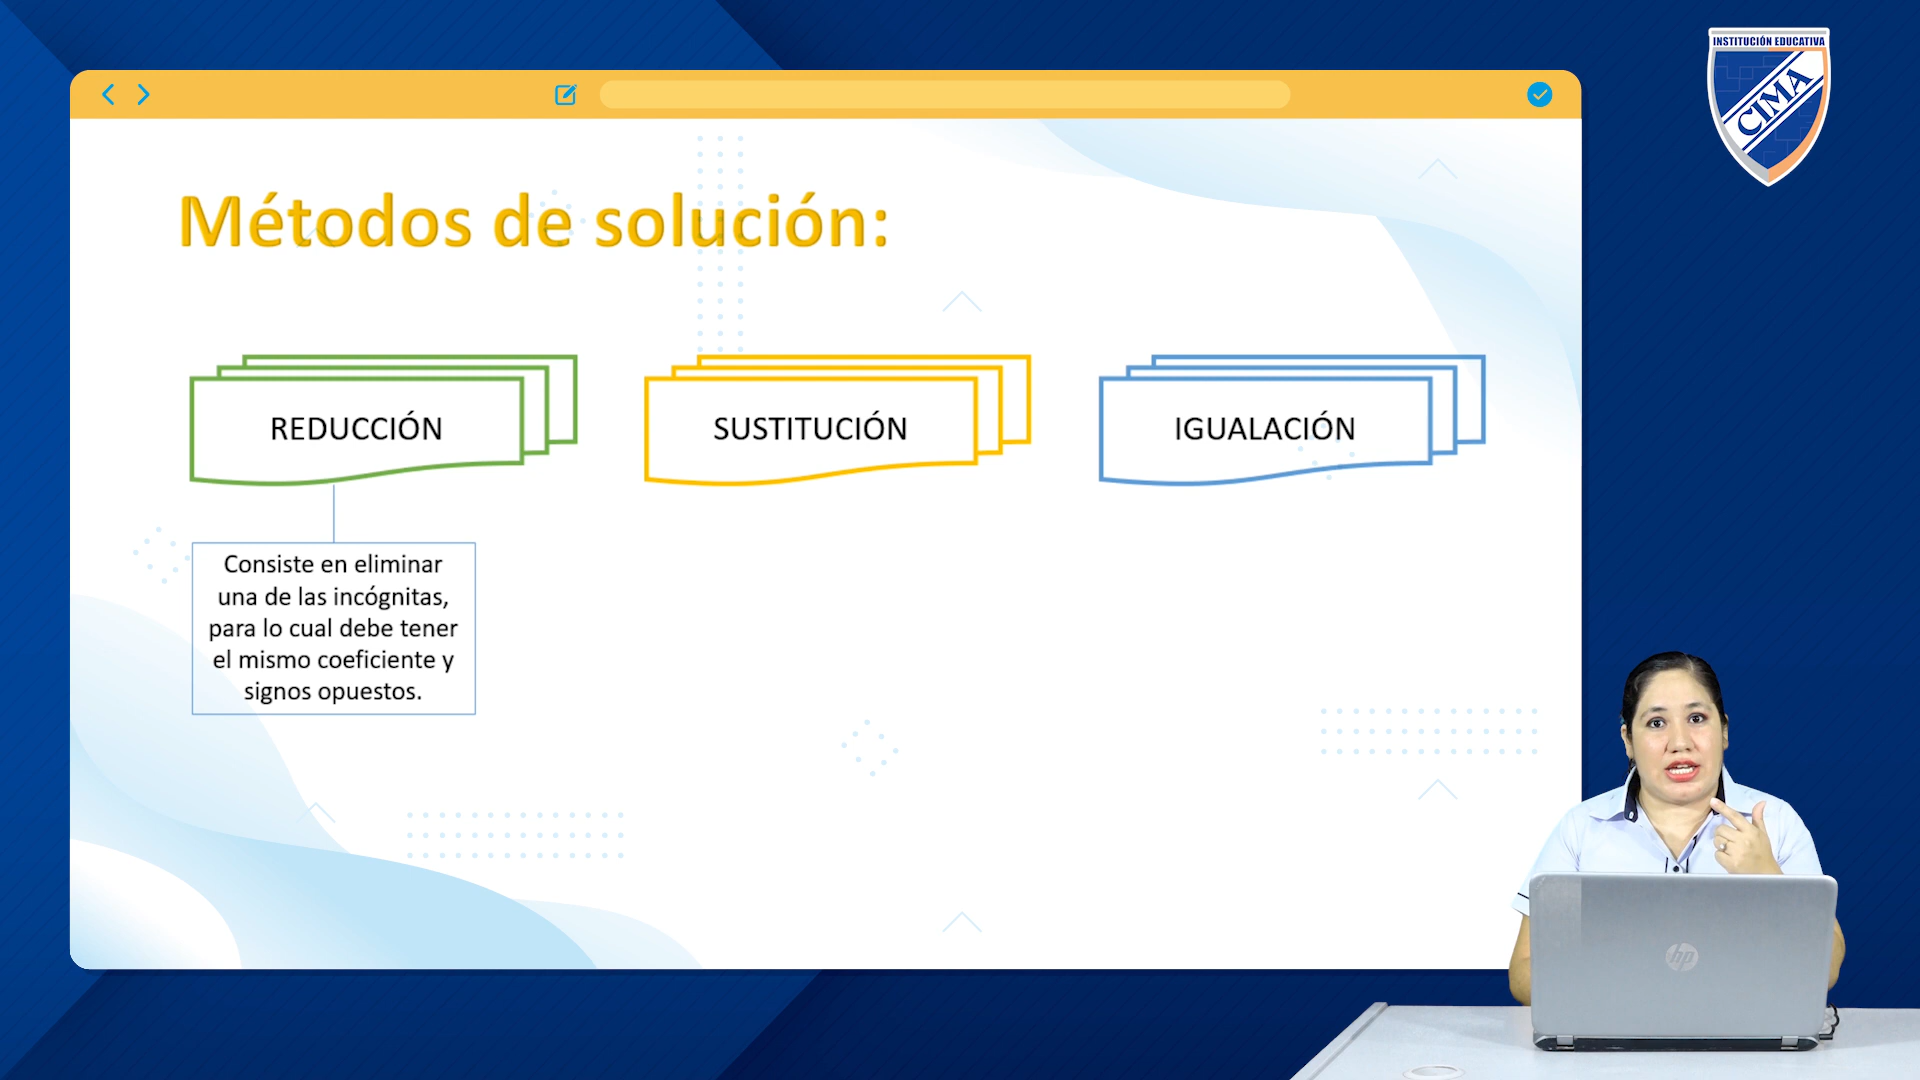 INSTITUCIÓN EDUCATIVA
CIMA
Métodos de solución:
REDUCCIÓN
SUSTITUCIÓN
IGUALACIÓN
Consiste en eliminar
una de las incógnitas,
para lo cual debe tener
el mismo coeficiente y
signos opuestos.
hp